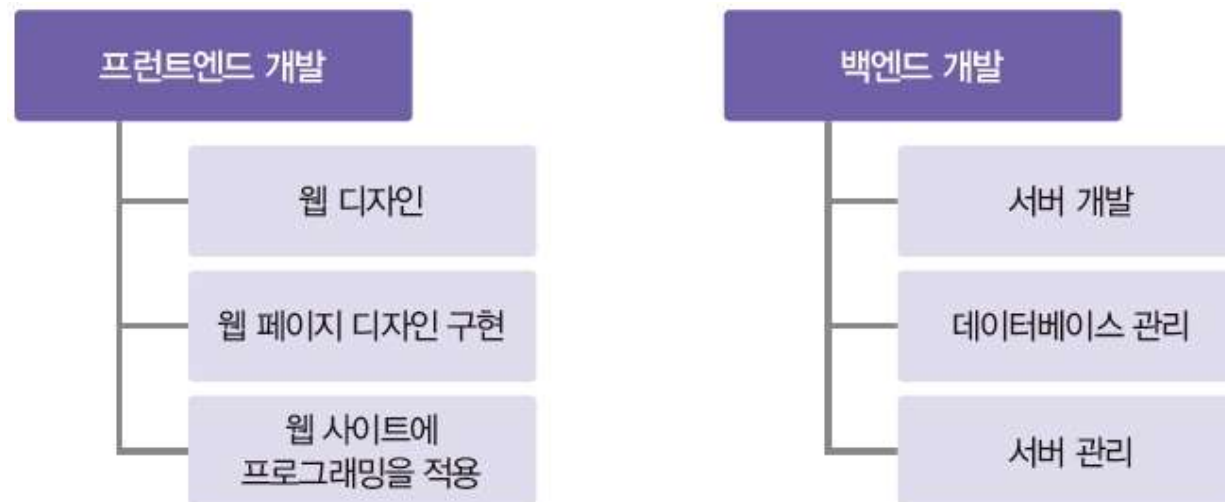 프런트엔드 개발
웹 디자인
웹 페이지 디자인 구현
웹 사이트에
프로그래밍을 적용
백엔드 개발
서버 개발
데이터베이스 관리
서버 관리